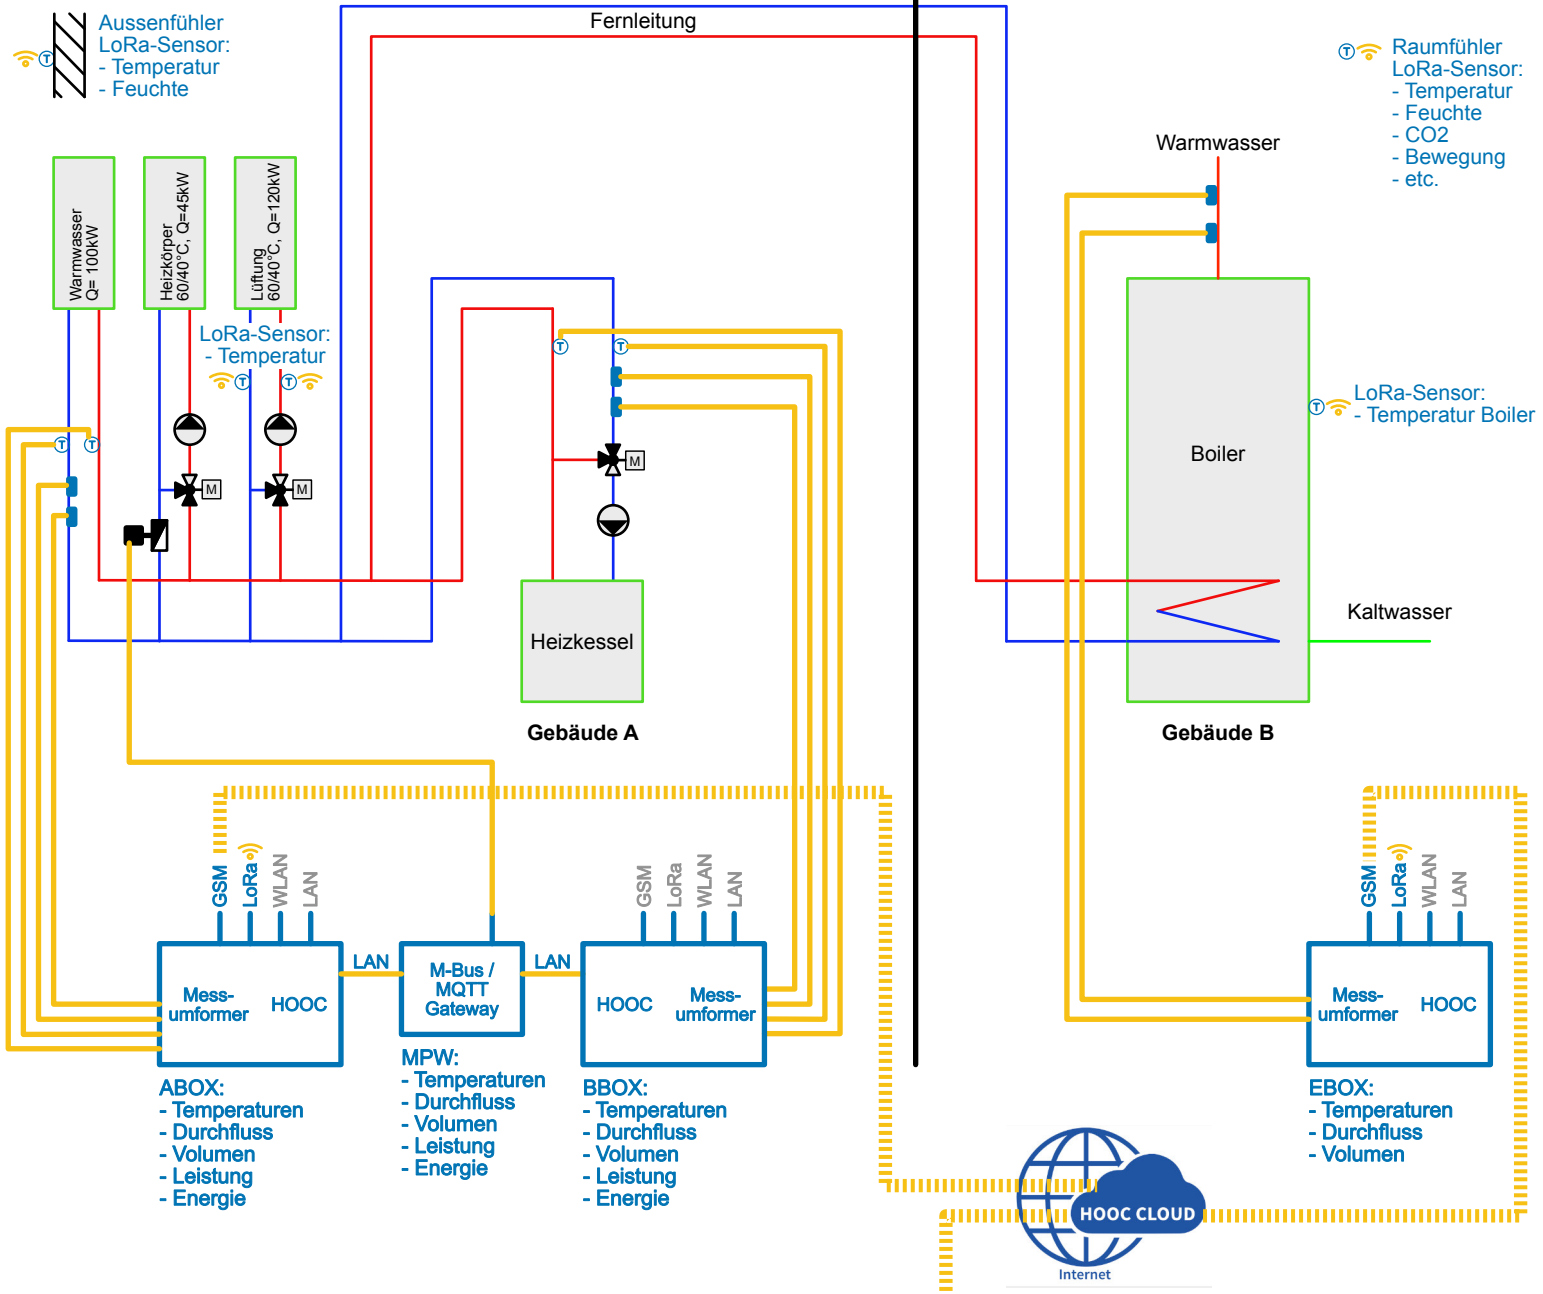 Aussenfühler
LoRa-Sensor:
- Temperatur
- Feuchte
Fernleitung
Raumfühler
LoRa-Sensor:
- Temperatur
- Feuchte
- CO2
- Bewegung
- etc.
Warmwasser
Warmwasser
Q= 100kW
Heizkörper
60/40°C, Q=45kW
Lüftung
60/40°C, Q=120kW
LoRa-Sensor:
- Temperatur
T
T
T
T
T
T
T
T
T
LoRa-Sensor:
- Temperatur Boiler
M
M
M
Boiler
Heizkessel
Kaltwasser
Gebäude A
Gebäude B
GSM
LoRa
WLAN
LAN
GSM
LoRa
WLAN
LAN
GSM
LoRa
WLAN
LAN
Mess-
umformer
HOOC
LAN
M-Bus /
MQTT
Gateway
LAN
HOOC
Mess-
umformer
Mess-
umformer
HOOC
ABOX:
- Temperaturen
- Durchfluss
- Volumen
- Leistung
- Energie
MPW:
- Temperaturen
- Durchfluss
- Volumen
- Leistung
- Energie
BBOX:
- Temperaturen
- Durchfluss
- Volumen
- Leistung
- Energie
EBOX:
- Temperaturen
- Durchfluss
- Volumen
HOOC CLOUD
Internet